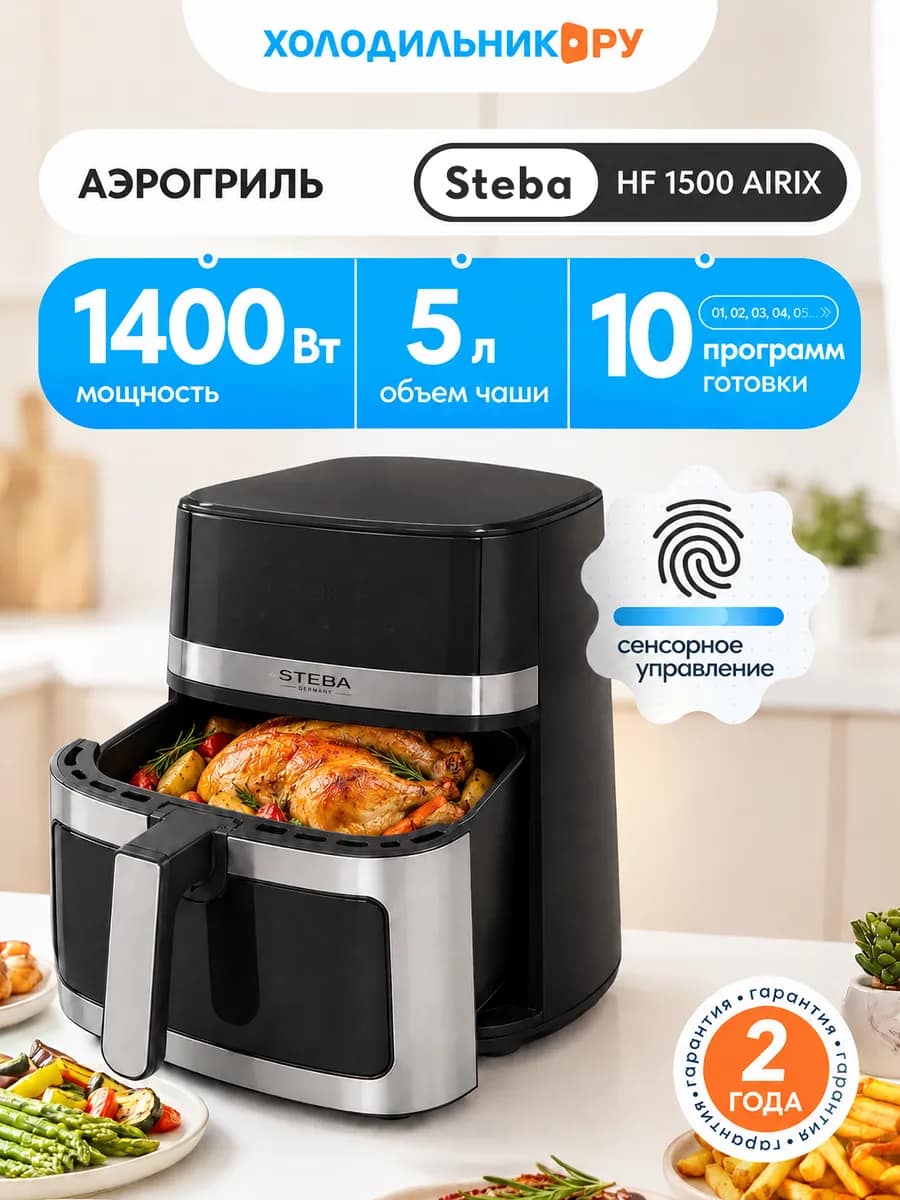 ХОЛОДИЛЬНИК.РУ
АЭРОГРИЛЬ
Steba HF 1500 AIRIX
1400 Вт
мощность
5 л
объем чаши
10
01, 02, 03, 04, 05...
программ
готовки
сенсорное
управление
STEBA
GERMANY
гарантия • гарантия • гарантия • гарантия •
2
ГОДА